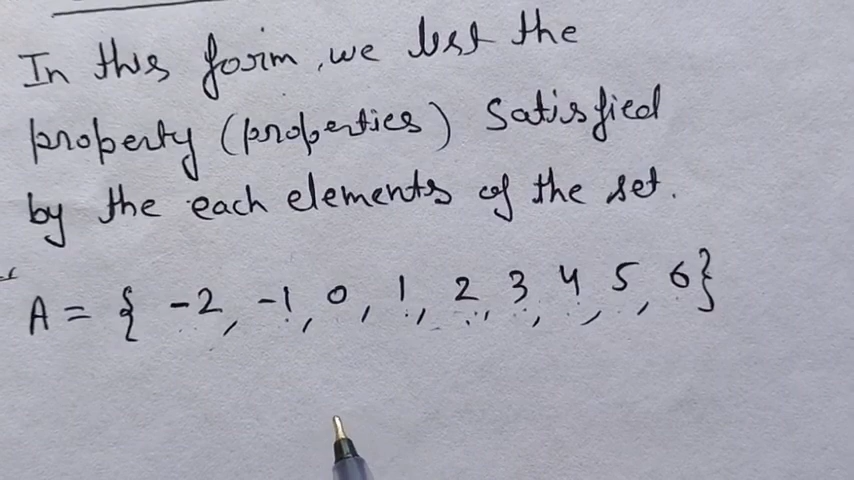 In this form, we list the
property (properties) satisfied
by the each elements of the set.
A = { -2, -1, 0, 1, 2, 3, 4, 5, 6}